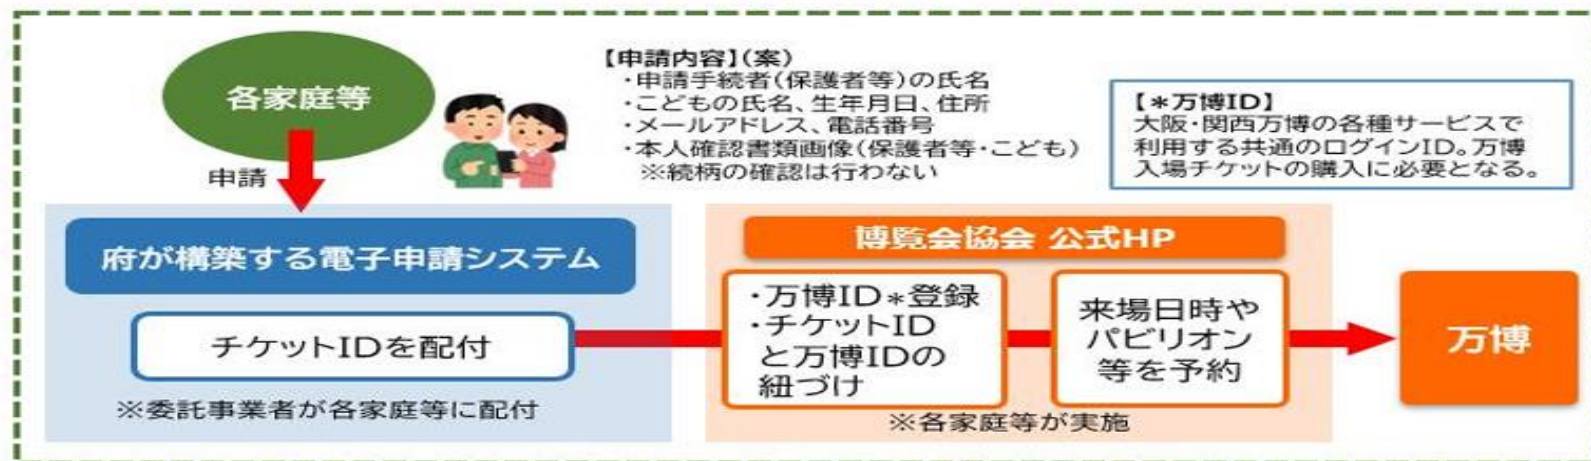 各家庭等
申請
【申請内容】(案)
・申請手続者(保護者等)の氏名
・こどもの氏名、生年月日、住所
・メールアドレス、電話番号
・本人確認書類画像(保護者等・こども)
※続柄の確認は行わない
【*万博ID】
大阪・関西万博の各種サービスで
利用する共通のログインID。万博
入場チケットの購入に必要となる。
府が構築する電子申請システム
チケットIDを配付
※委託事業者が各家庭等に配付
博覧会協会 公式HP
・万博ID*登録
・チケットID
と万博IDの
紐づけ
来場日時や
パビリオン
等を予約
※各家庭等が実施
万博